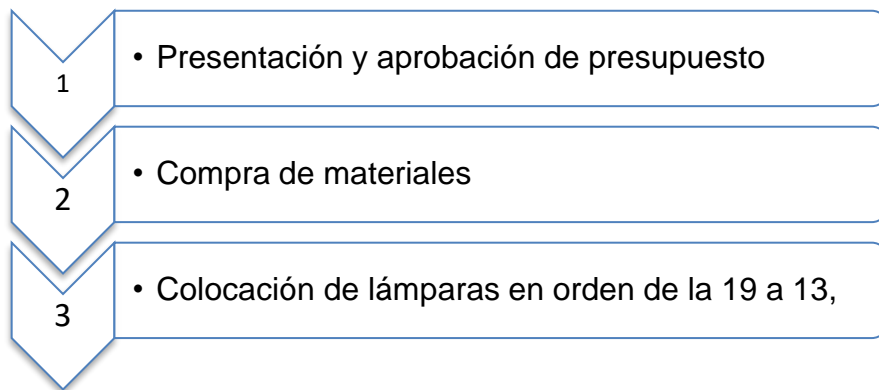 1
• Presentación y aprobación de presupuesto
2
• Compra de materiales
3
• Colocación de lámparas en orden de la 19 a 13,